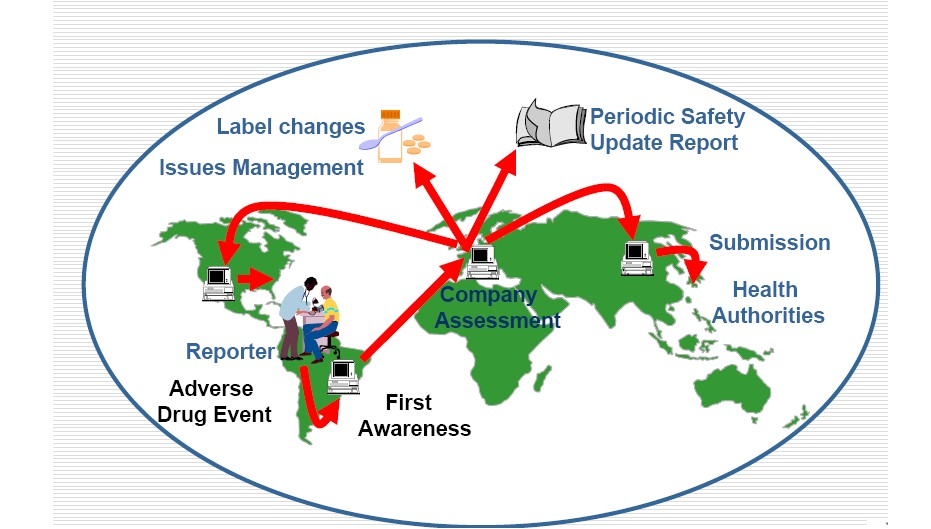 Label changes
Issues Management
Periodic Safety
Update Report
Submission
Health
Authorities
Company
Assessment
Reporter
Adverse
Drug Event
First
Awareness